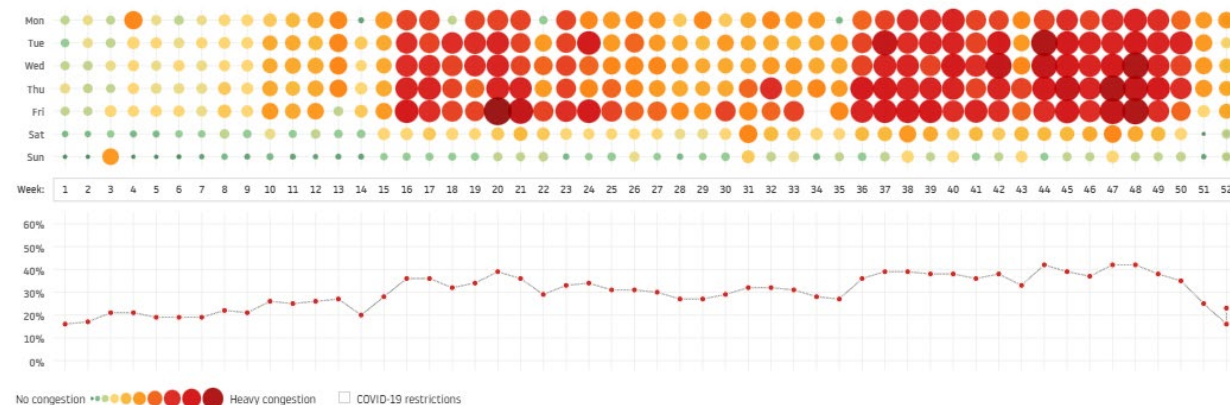 Mon
Tue
Wed
Thu
Fri
Sat
Sun
Week: 1 2 3 4 5 6 7 8 9 10 11 12 13 14 15 16 17 18 19 20 21 22 23 24 25 26 27 28 29 30 31 32 33 34 35 36 37 38 39 40 41 42 43 44 45 46 47 48 49 50 51 52
60%
50%
40%
30%
20%
10%
0%
No congestion Heavy congestion COVID-19 restrictions